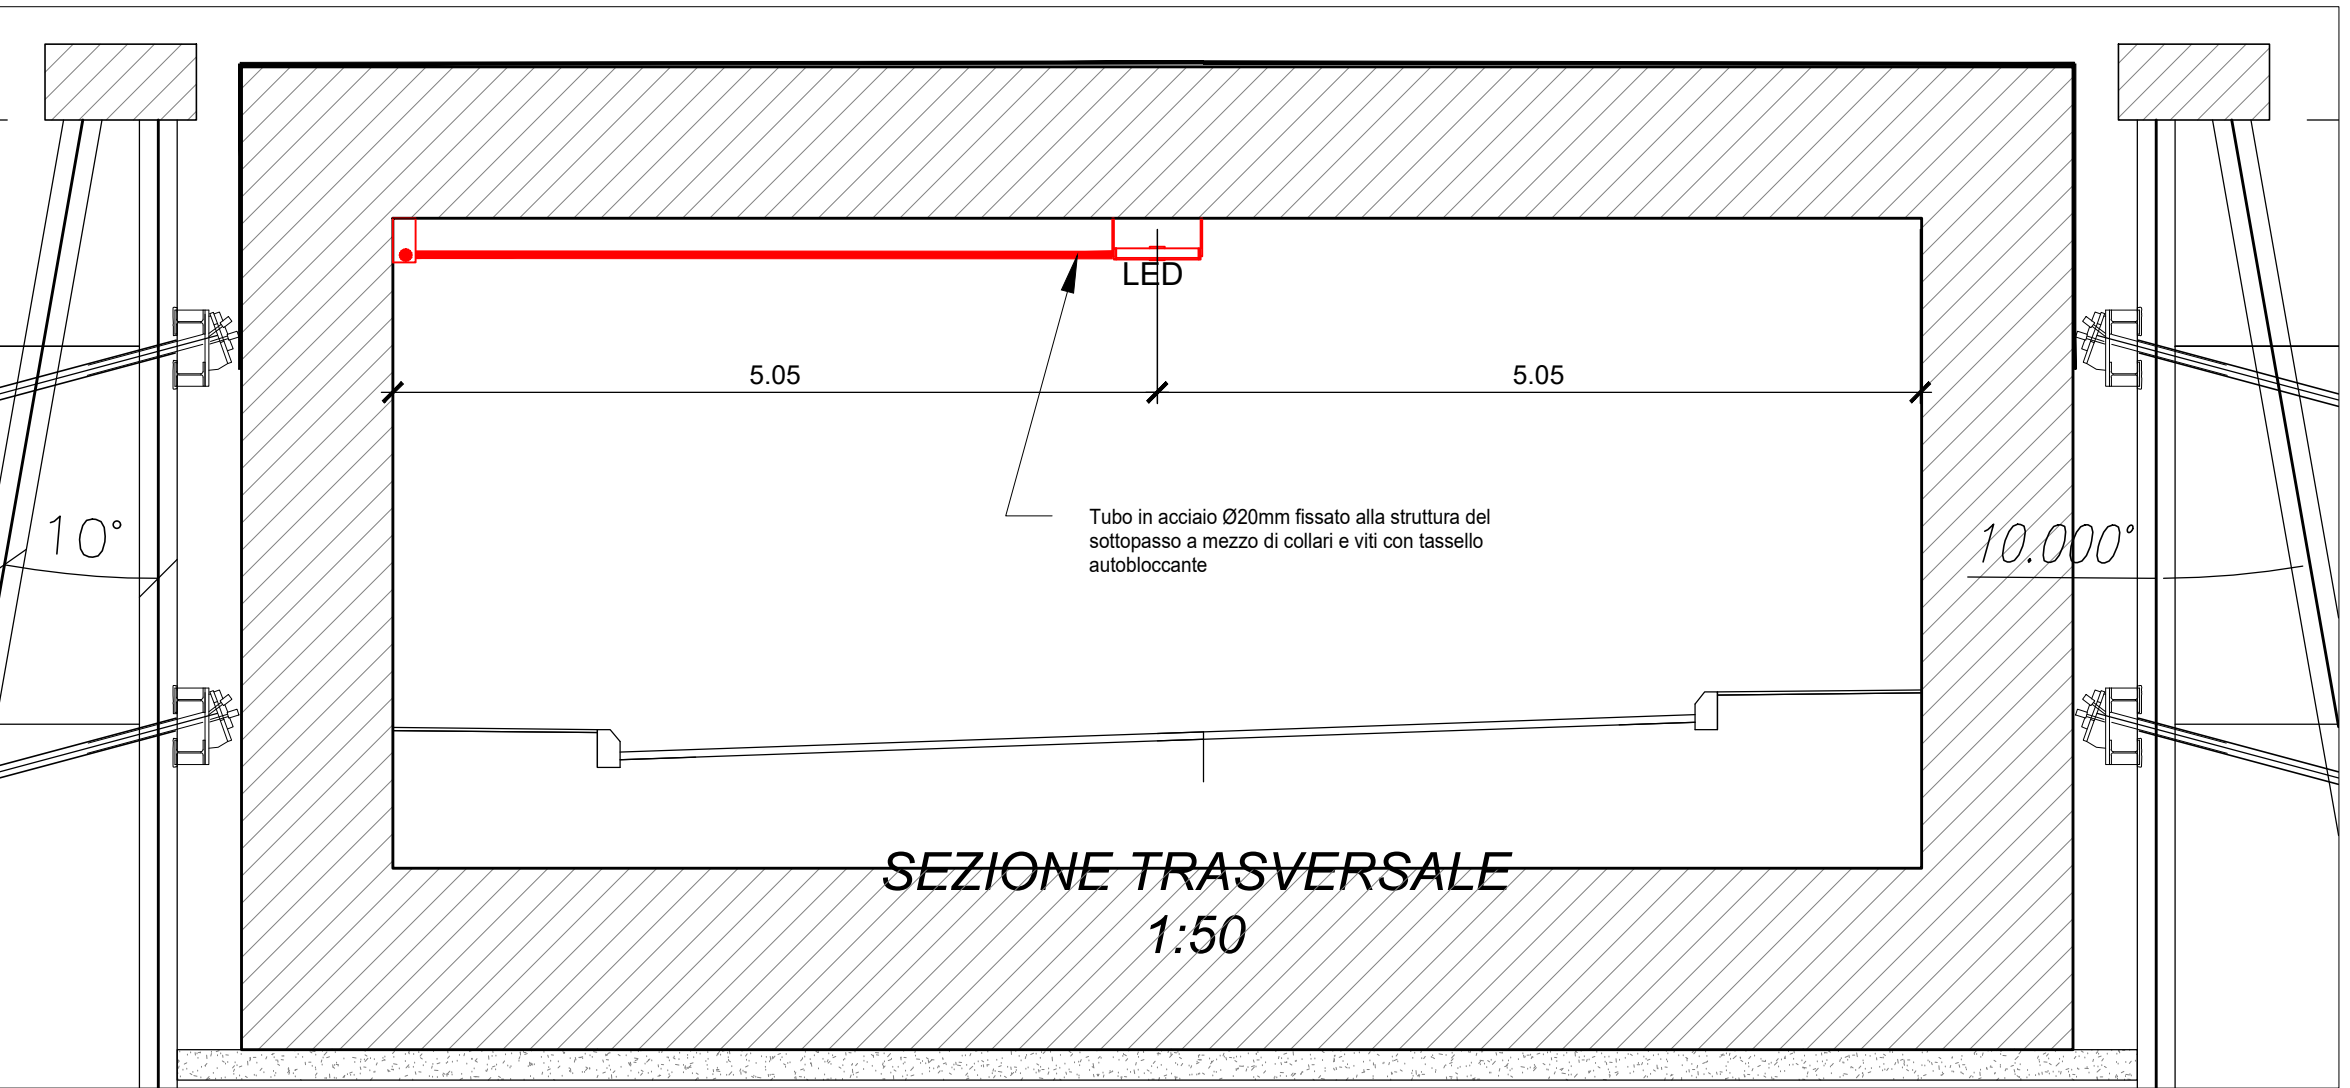 LED
5.05
5.05
Tubo in acciaio Ø20mm fissato alla struttura del
sottopasso a mezzo di collari e viti con tassello
autobloccante
10°
10.000°
SEZIONE TRASVERSALE
1:50